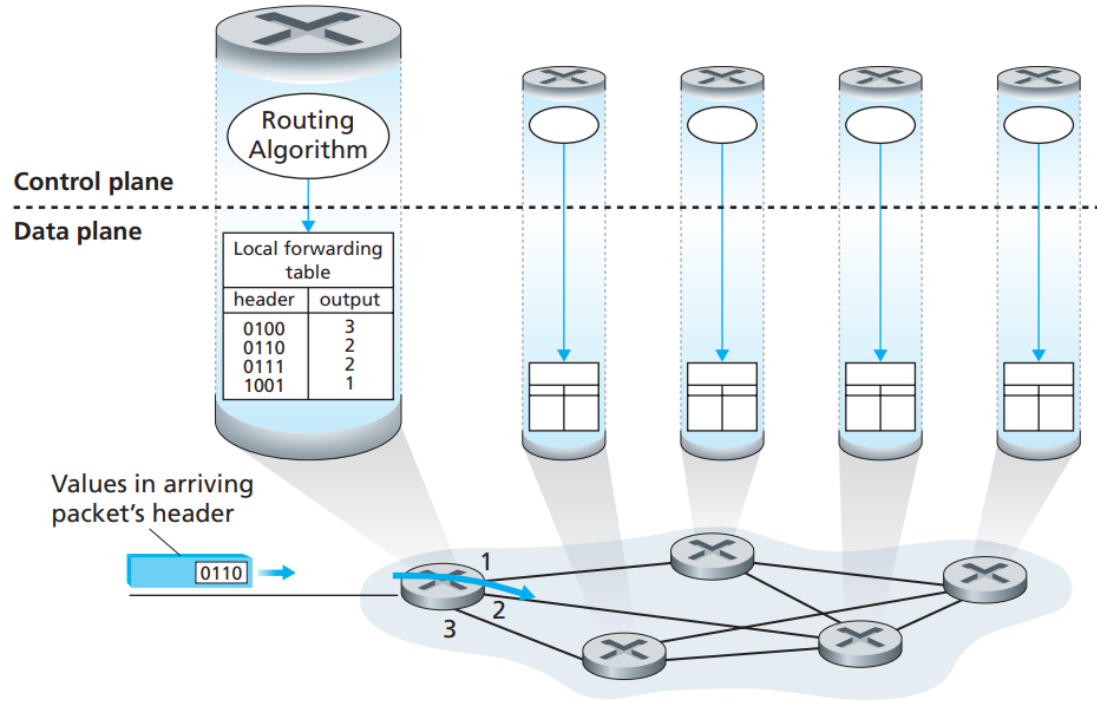 Routing
Algorithm
Control plane
Data plane
Local forwarding
table
header output
0100 3
0110 2
0111 2
1001 1
Values in arriving
packet's header
0110
1
2
3